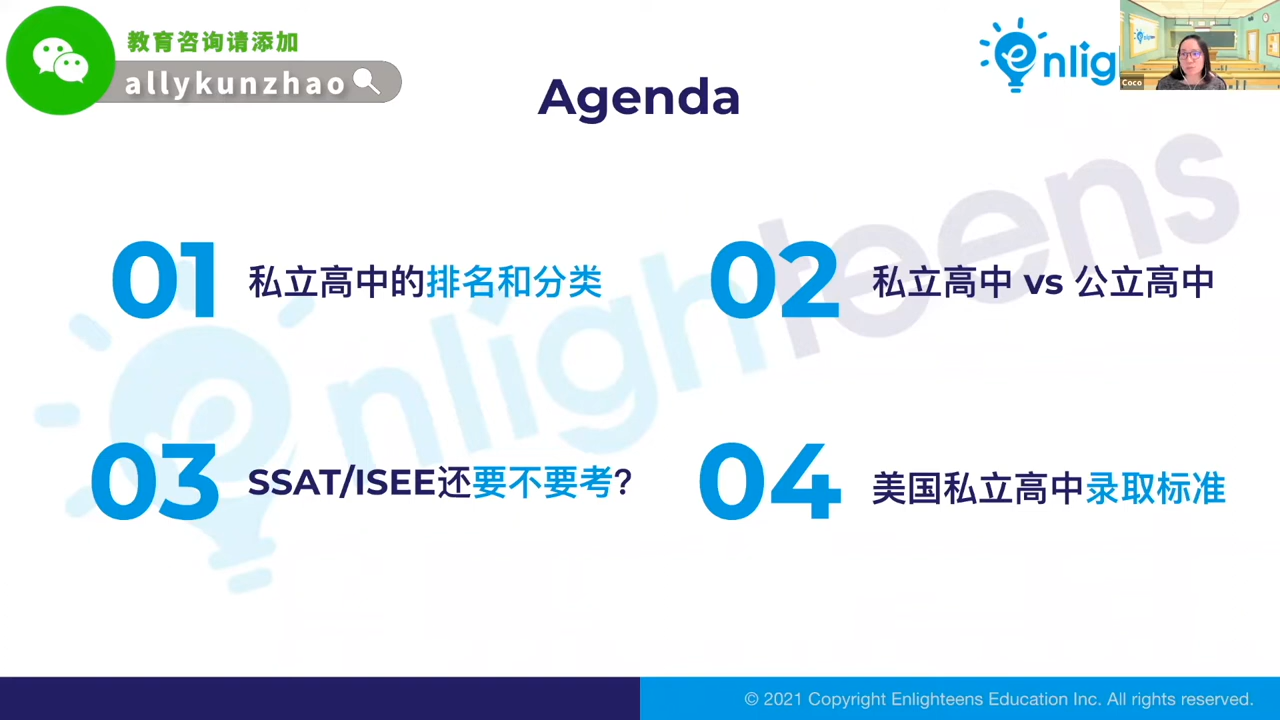 教育咨询请添加
allykunzhao
Agenda
enlig
Coco
01 私立高中的排名和分类
02 私立高中 vs 公立高中
03 SSAT/ISEE还要不要考?
04 美国私立高中录取标准
enlighteens
© 2021 Copyright Enlighteens Education Inc. All rights reserved.